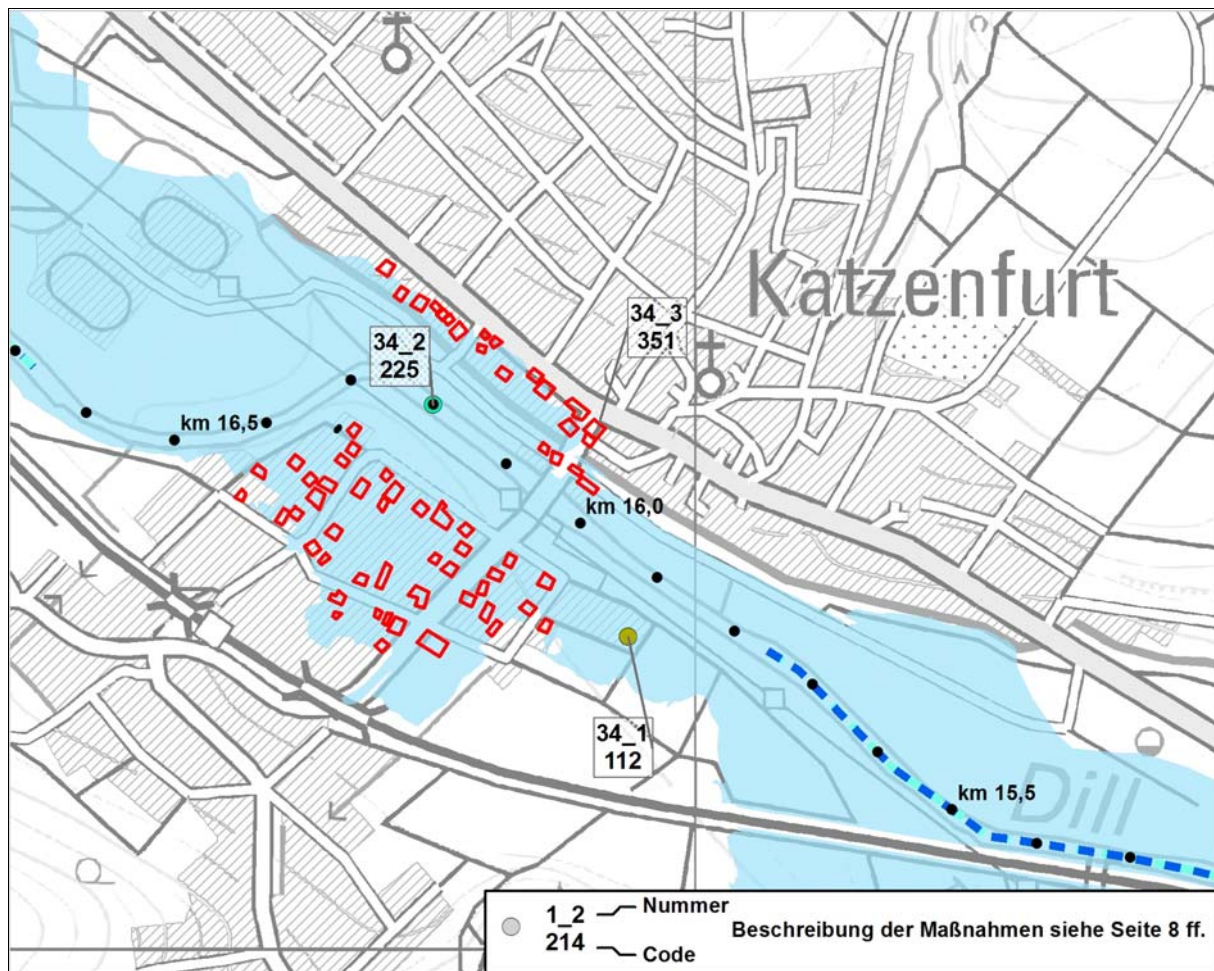 Katzenfurt
34_3
351
34_2
225
km 16,5
km 16,0
34_1
112
km 15,5
Dill
1_2
214
Nummer
Code
Beschreibung der Maßnahmen siehe Seite 8 ff.